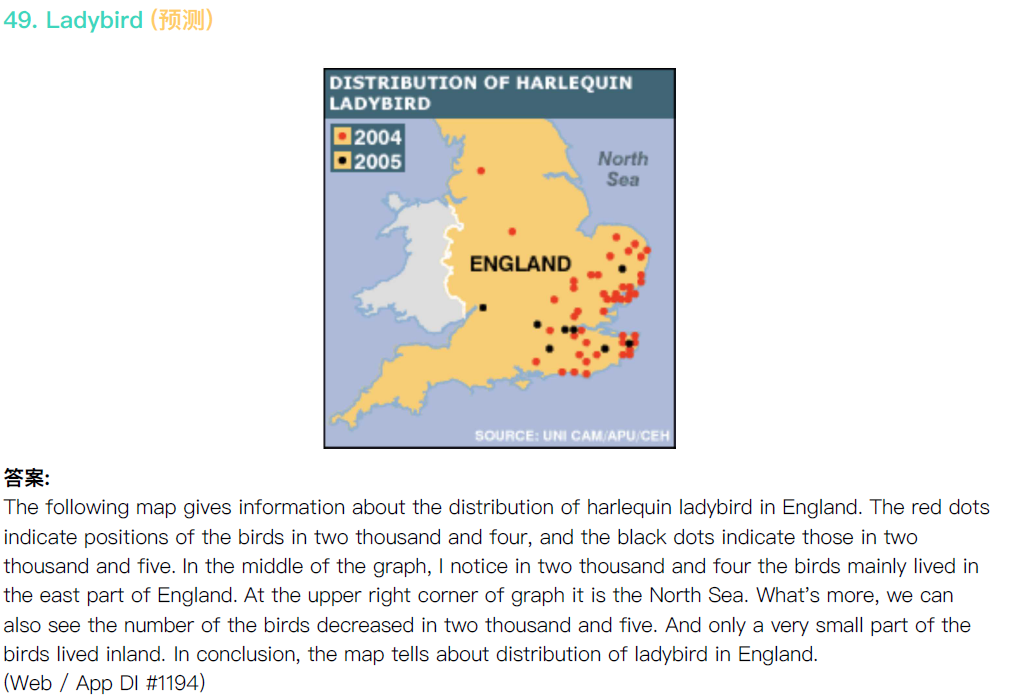 49. Ladybird (预测)
DISTRIBUTION OF HARLEQUIN
LADYBIRD
2004
2005
North
Sea
ENGLAND
SOURCE: UNI CAM/APU/CEH
答案:
The following map gives information about the distribution of harlequin ladybird in England. The red dots
indicate positions of the birds in two thousand and four, and the black dots indicate those in two
thousand and five. In the middle of the graph, I notice in two thousand and four the birds mainly lived in
the east part of England. At the upper right corner of graph it is the North Sea. What's more, we can
also see the number of the birds decreased in two thousand and five. And only a very small part of the
birds lived inland. In conclusion, the map tells about distribution of ladybird in England.
(Web / App DI #1194)